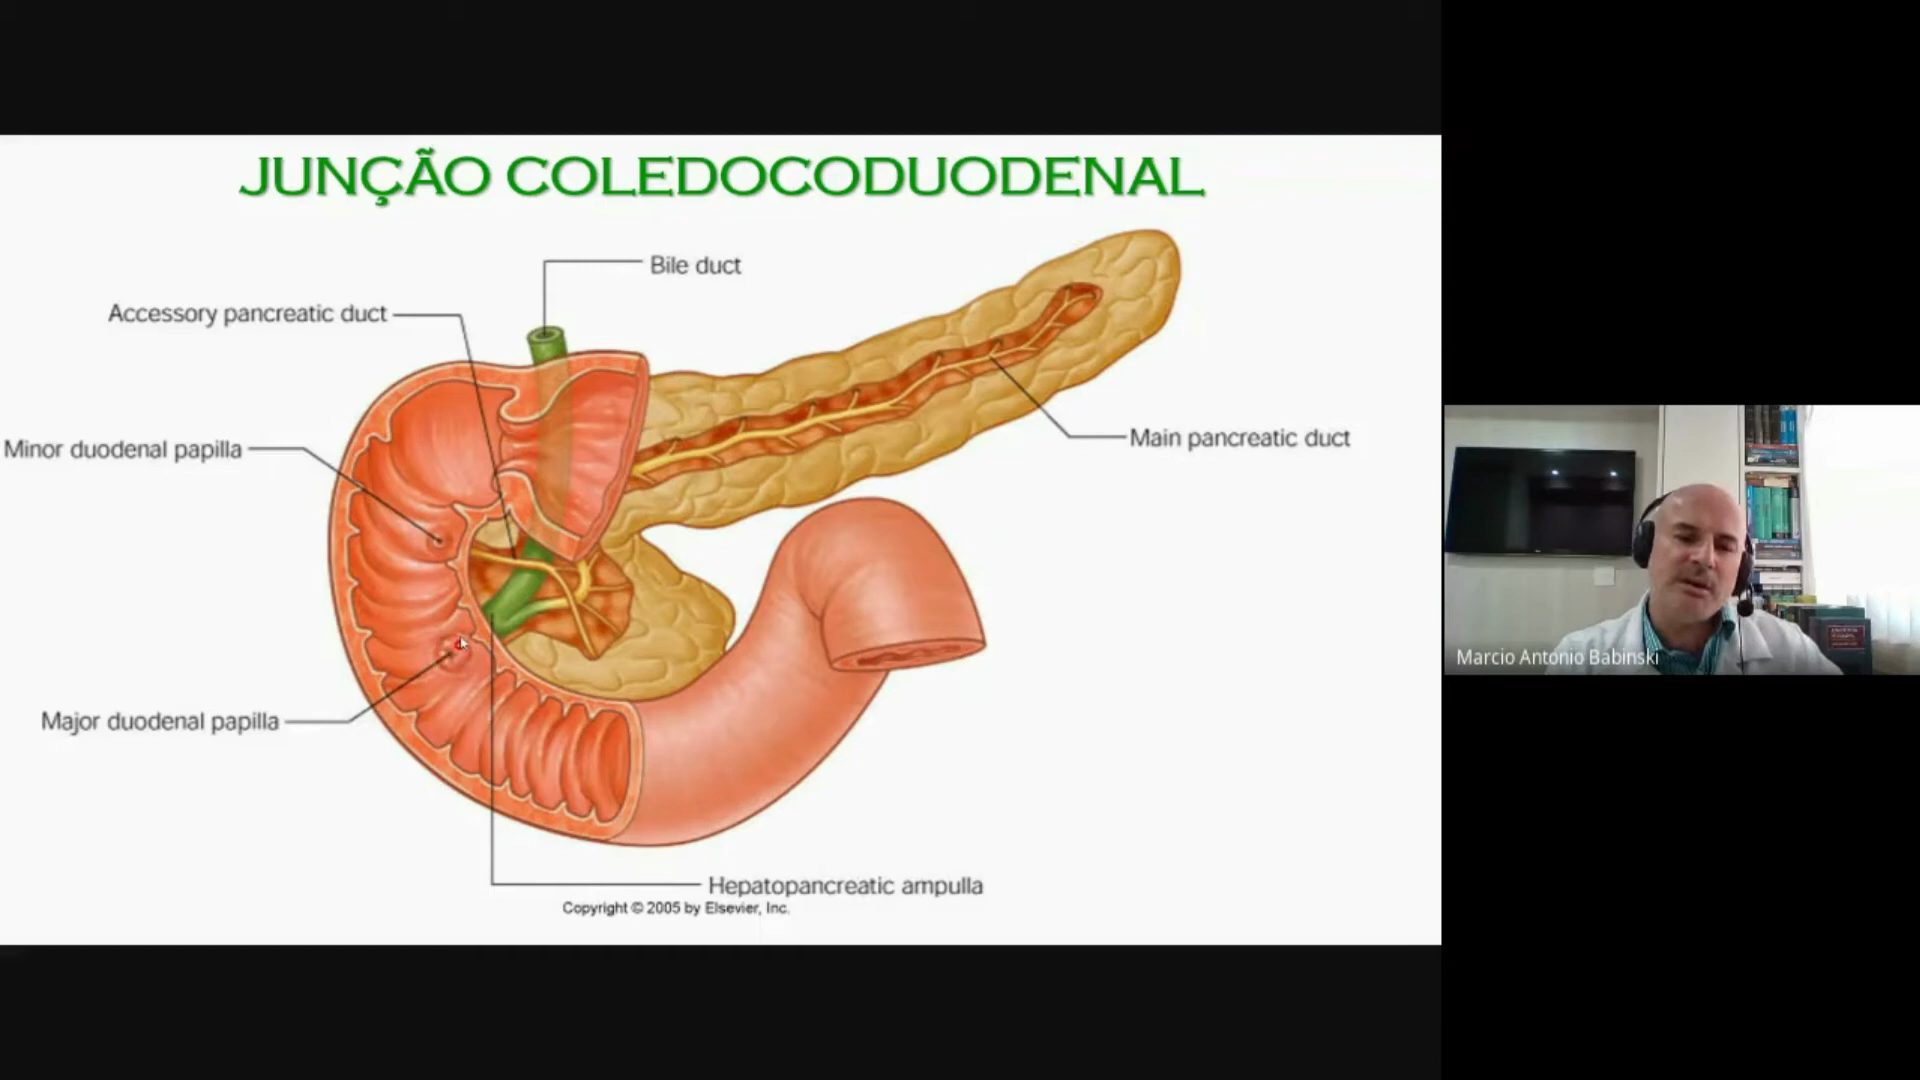 JUNÇÃO COLEDOCODUODENAL
Bile duct
Accessory pancreatic duct
Minor duodenal papilla
Main pancreatic duct
Major duodenal papilla
Hepatopancreatic ampulla
Copyright © 2005 by Elsevier, Inc.
Marcio Antonio Babinski